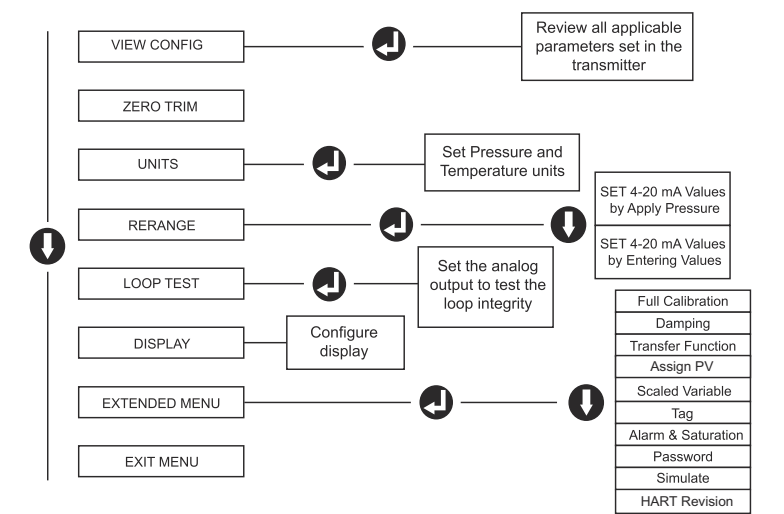 VIEW CONFIG
Review all applicable
parameters set in the
transmitter
ZERO TRIM
UNITS
Set Pressure and
Temperature units
RERANGE
SET 4-20 mA Values
by Apply Pressure
SET 4-20 mA Values
by Entering Values
LOOP TEST
Set the analog
output to test the
loop integrity
DISPLAY
Configure
display
EXTENDED MENU
Full Calibration
Damping
Transfer Function
Assign PV
Scaled Variable
Tag
Alarm & Saturation
Password
Simulate
HART Revision
EXIT MENU